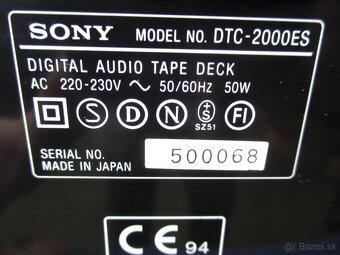 SONY MODEL NO. DTC-2000ES
DIGITAL AUDIO TAPE DECK
AC 220-230V ~ 50/60Hz 50W
S D N +S SZ51 FI
SERIAL NO. 500068
MADE IN JAPAN
CE 94
Bazos.sk